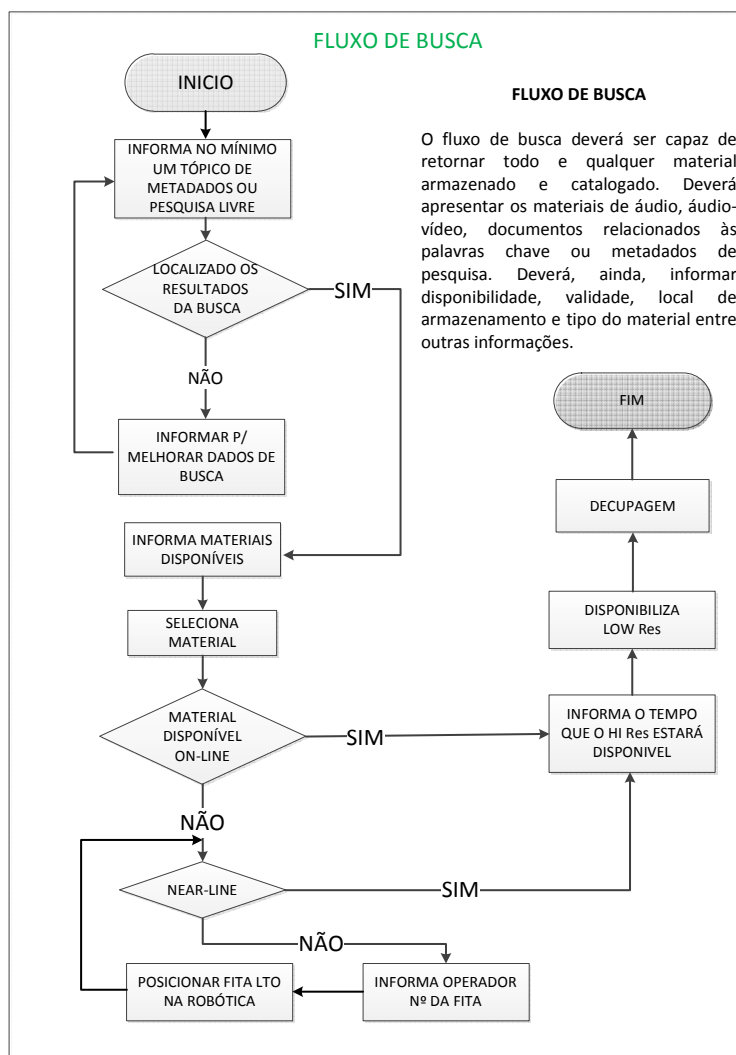 FLUXO DE BUSCA
INICIO
INFORMA NO MÍNIMO
UM TÓPICO DE
METADADOS OU
PESQUISA LIVRE
LOCALIZADO OS
RESULTADOS
DA BUSCA
SIM
NÃO
INFORMAR P/
MELHORAR DADOS DE
BUSCA
FLUXO DE BUSCA
O fluxo de busca deverá ser capaz de
retornar todo e qualquer material
armazenado e catalogado. Deverá
apresentar os materiais de áudio, áudio-
vídeo, documentos relacionados às
palavras chave ou metadados de
pesquisa. Deverá, ainda, informar
disponibilidade, validade, local de
armazenamento e tipo do material entre
outras informações.
INFORMA MATERIAIS
DISPONÍVEIS
SELECIONA
MATERIAL
MATERIAL
DISPONÍVEL
ON-LINE
SIM
NÃO
NEAR-LINE
SIM
NÃO
INFORMA OPERADOR
Nº DA FITA
POSICIONAR FITA LTO
NA ROBÓTICA
INFORMA O TEMPO
QUE O HI Res ESTARÁ
DISPONIVEL
DISPONIBILIZA
LOW Res
DECUPAGEM
FIM